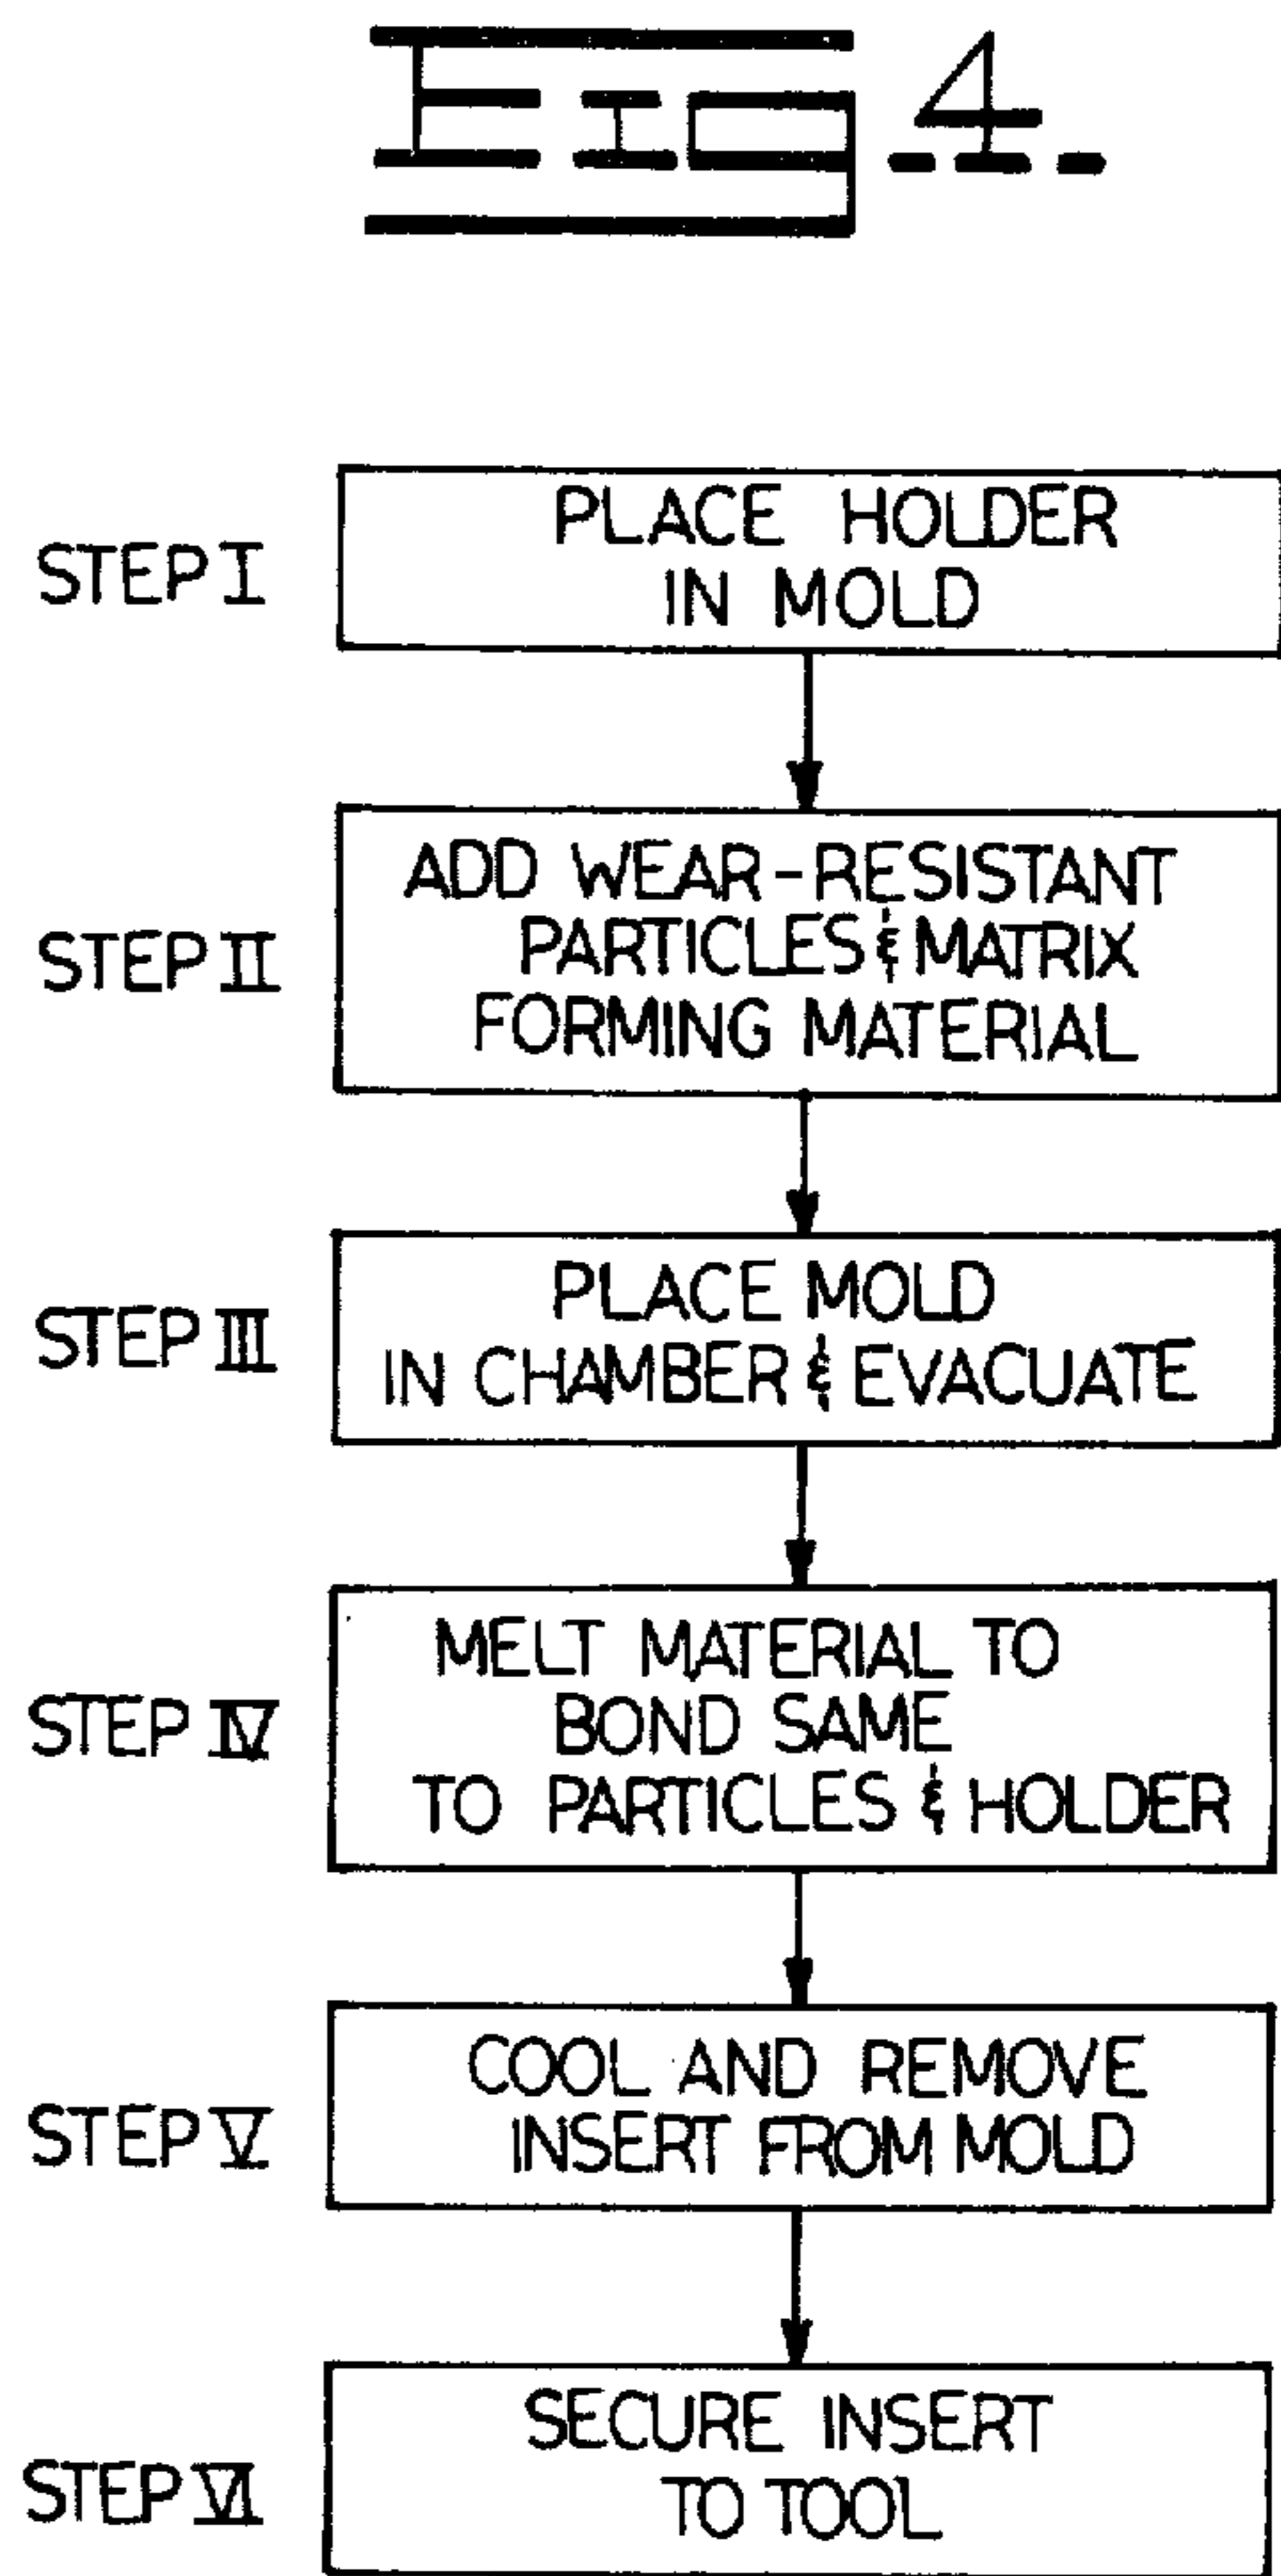 Fig-4-
STEP I
PLACE HOLDER
IN MOLD
STEP II
ADD WEAR-RESISTANT
PARTICLES & MATRIX
FORMING MATERIAL
STEP III
PLACE MOLD
IN CHAMBER & EVACUATE
STEP IV
MELT MATERIAL TO
BOND SAME
TO PARTICLES & HOLDER
STEP V
COOL AND REMOVE
INSERT FROM MOLD
STEP VI
SECURE INSERT
TO TOOL